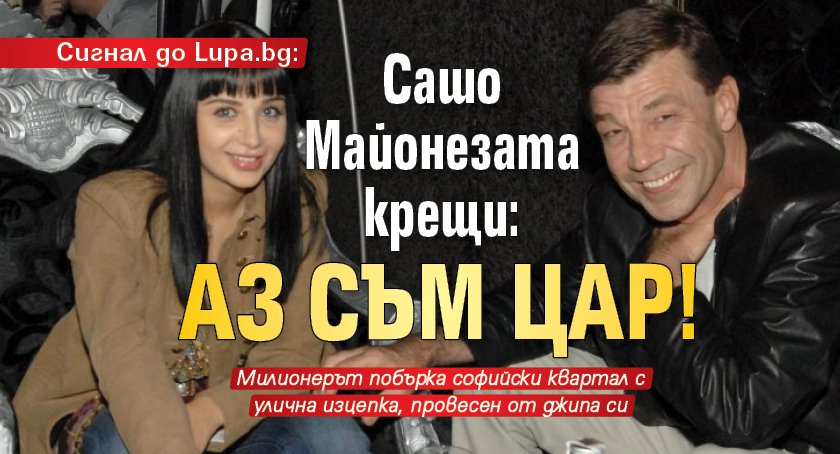 Сигнал до Lupa.bg:
Сашо
Майонезата
крещи:
АЗ СЪМ ЦАР!
Милионерът побърка софийски квартал с
улична изцепка, провесен от джипа си